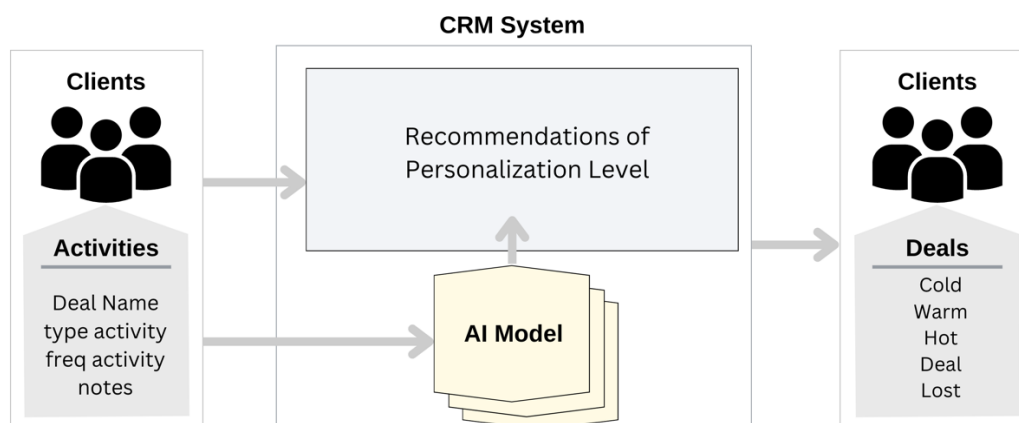 CRM System
Clients
Activities
Deal Name
type activity
freq activity
notes
Recommendations of
Personalization Level
AI Model
Clients
Deals
Cold
Warm
Hot
Deal
Lost